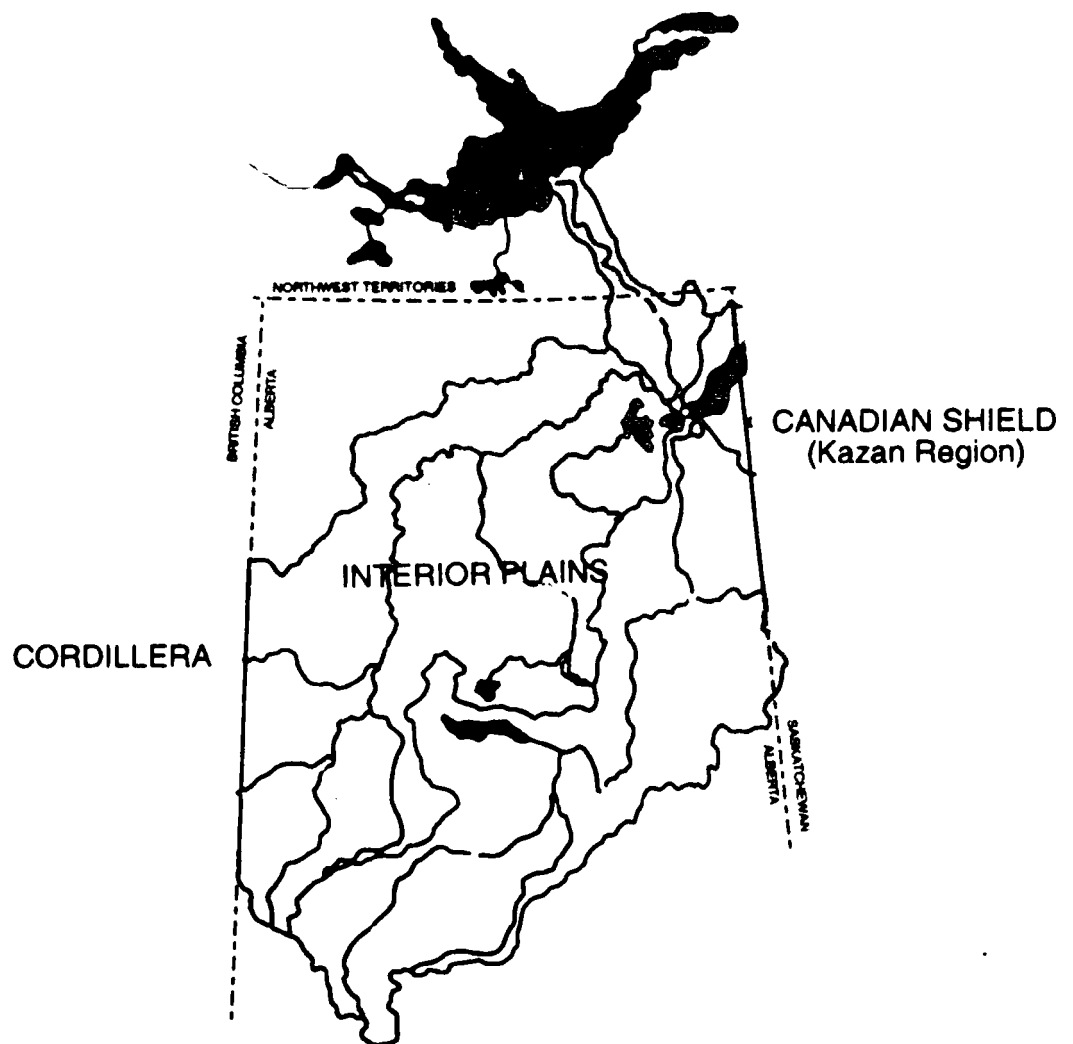 NORTHWEST TERRITORIES
BRITISH COLUMBIA
ALBERTA
CANADIAN SHIELD
(Kazan Region)
INTERIOR PLAINS
CORDILLERA
SASKATCHEWAN
ALBERTA